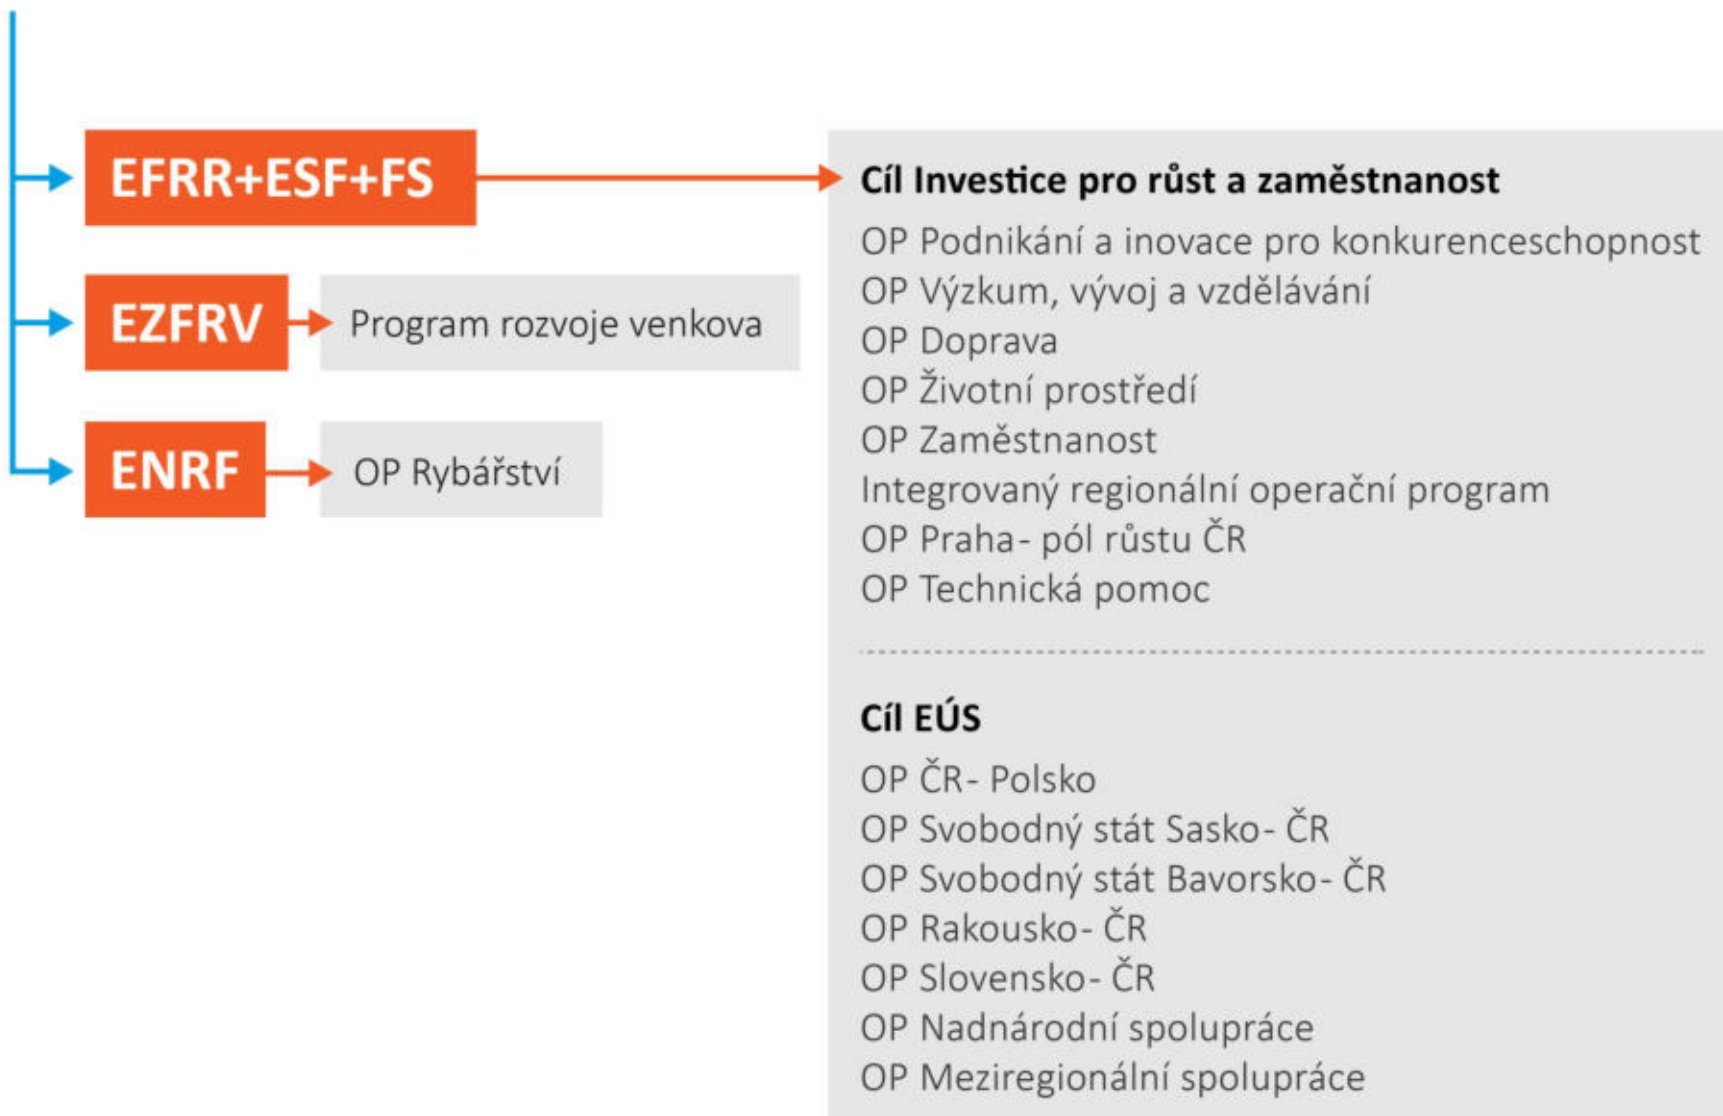 EFRR+ESF+FS
EZFRV
Program rozvoje venkova
ENRF
OP Rybářství
Cíl Investice pro růst a zaměstnanost
OP Podnikání a inovace pro konkurenceschopnost
OP Výzkum, vývoj a vzdělávání
OP Doprava
OP Životní prostředí
OP Zaměstnanost
Integrovaný regionální operační program
OP Praha- pól růstu ČR
OP Technická pomoc
Cíl EÚS
OP ČR- Polsko
OP Svobodný stát Sasko- ČR
OP Svobodný stát Bavorsko- ČR
OP Rakousko- ČR
OP Slovensko- ČR
OP Nadnárodní spolupráce
OP Meziregionální spolupráce